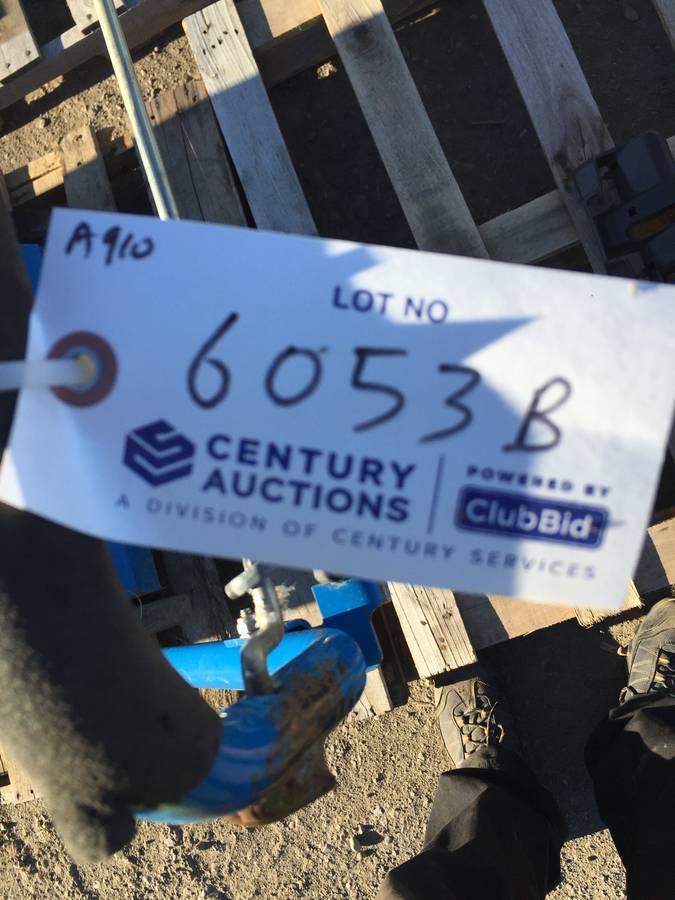 A910
LOT NO
6053B
CENTURY
AUCTIONS
POWERED BY
ClubBid
A DIVISION OF CENTURY SERVICES